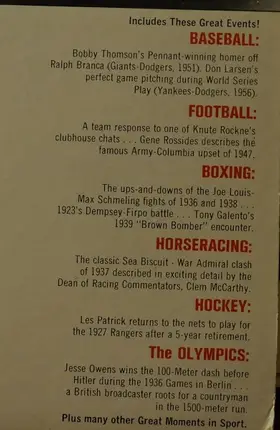 Includes These Great Events!
BASEBALL:
Bobby Thomson's Pennant-winning homer off
Ralph Branca (Giants-Dodgers, 1951). Don Larsen's
perfect game pitching during World Series
Play (Yankees-Dodgers, 1956).
FOOTBALL:
A team response to one of Knute Rockne's
clubhouse chats . . . Gene Rossides describes the
famous Army-Columbia upset of 1947.
BOXING:
The ups-and-downs of the Joe Louis-
Max Schmeling fights of 1936 and 1938 . . .
1923's Dempsey-Firpo battle . . . Tony Galento's
1939 "Brown Bomber" encounter.
HORSERACING:
The classic Sea Biscuit - War Admiral clash
of 1937 described in exciting detail by the
Dean of Racing Commentators, Clem McCarthy.
HOCKEY:
Les Patrick returns to the nets to play for
the 1927 Rangers after a 5-year retirement.
The OLYMPICS:
Jesse Owens wins the 100-Meter dash before
Hitler during the 1936 Games in Berlin . . .
a British broadcaster roots for a countryman
in the 1500-meter run.
Plus many other Great Moments in Sport.